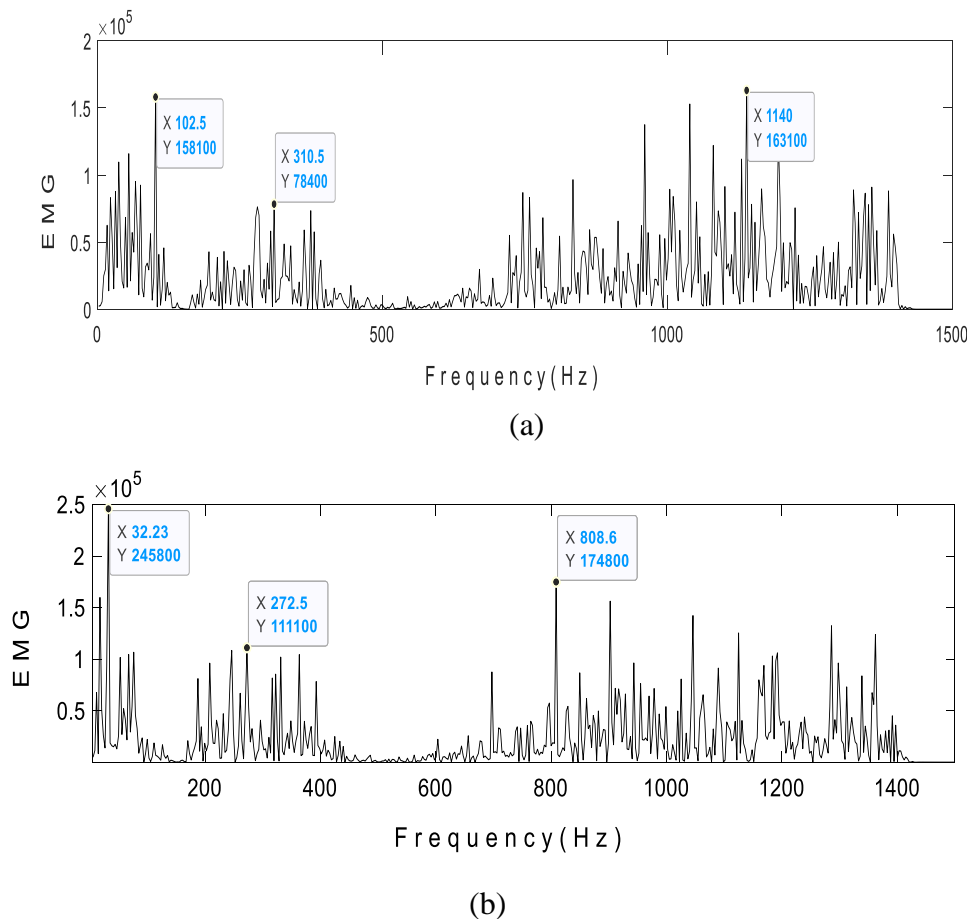 ×10^5
2
1.5
1
0.5
0
E M G
X 102.5
Y 158100
X 310.5
Y 78400
X 1140
Y 163100
0 500 1000 1500
Frequency(Hz)
(a)
×10^5
2.5
2
1.5
1
0.5
E M G
X 32.23
Y 245800
X 272.5
Y 111100
X 808.6
Y 174800
200 400 600 800 1000 1200 1400
Frequency(Hz)
(b)